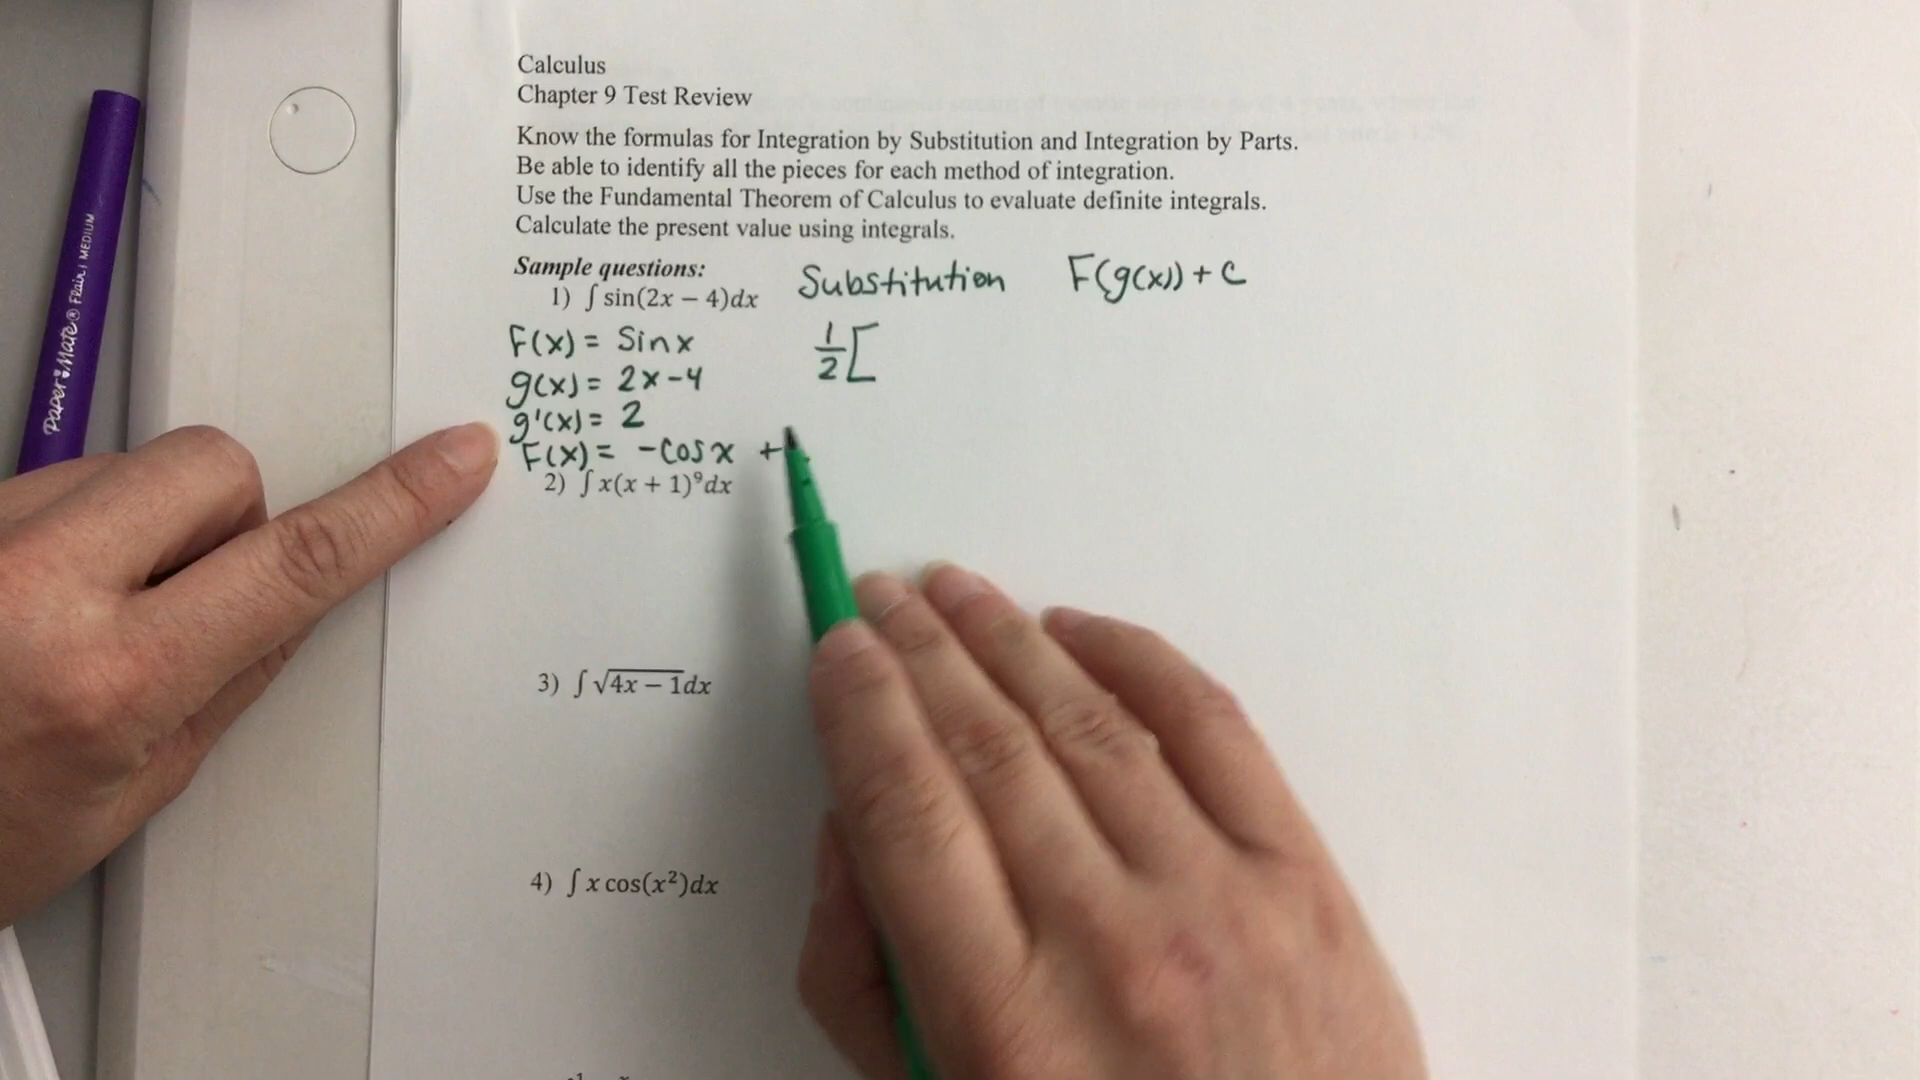 Calculus
Chapter 9 Test Review
Know the formulas for Integration by Substitution and Integration by Parts.
Be able to identify all the pieces for each method of integration.
Use the Fundamental Theorem of Calculus to evaluate definite integrals.
Calculate the present value using integrals.
Sample questions:
1) ∫ sin(2x − 4)dx
Substitution F(g(x)) + C
F(x) = Sin x
1/2 [
g(x) = 2x-4
g'(x) = 2
F(x) = -cos x +
2) ∫ x(x + 1)⁹dx
3) ∫ √(4x − 1)dx
4) ∫ x cos(x²)dx
Paper Mate® Flair | MEDIUM